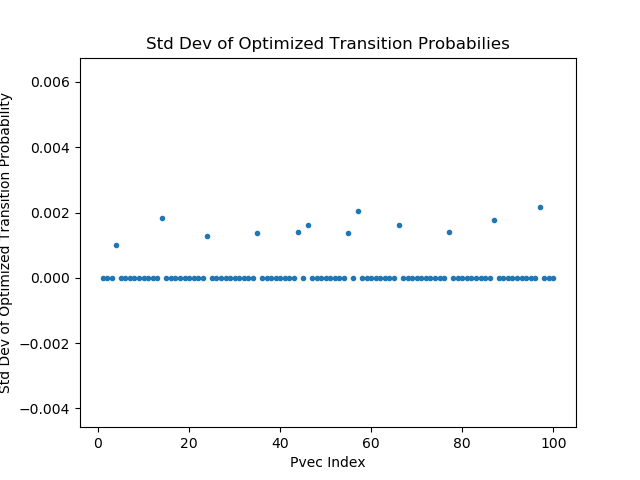 Std Dev of Optimized Transition Probabilies
Std Dev of Optimized Transition Probability
0.006
0.004
0.002
0.000
−0.002
−0.004
0 20 40 60 80 100
Pvec Index